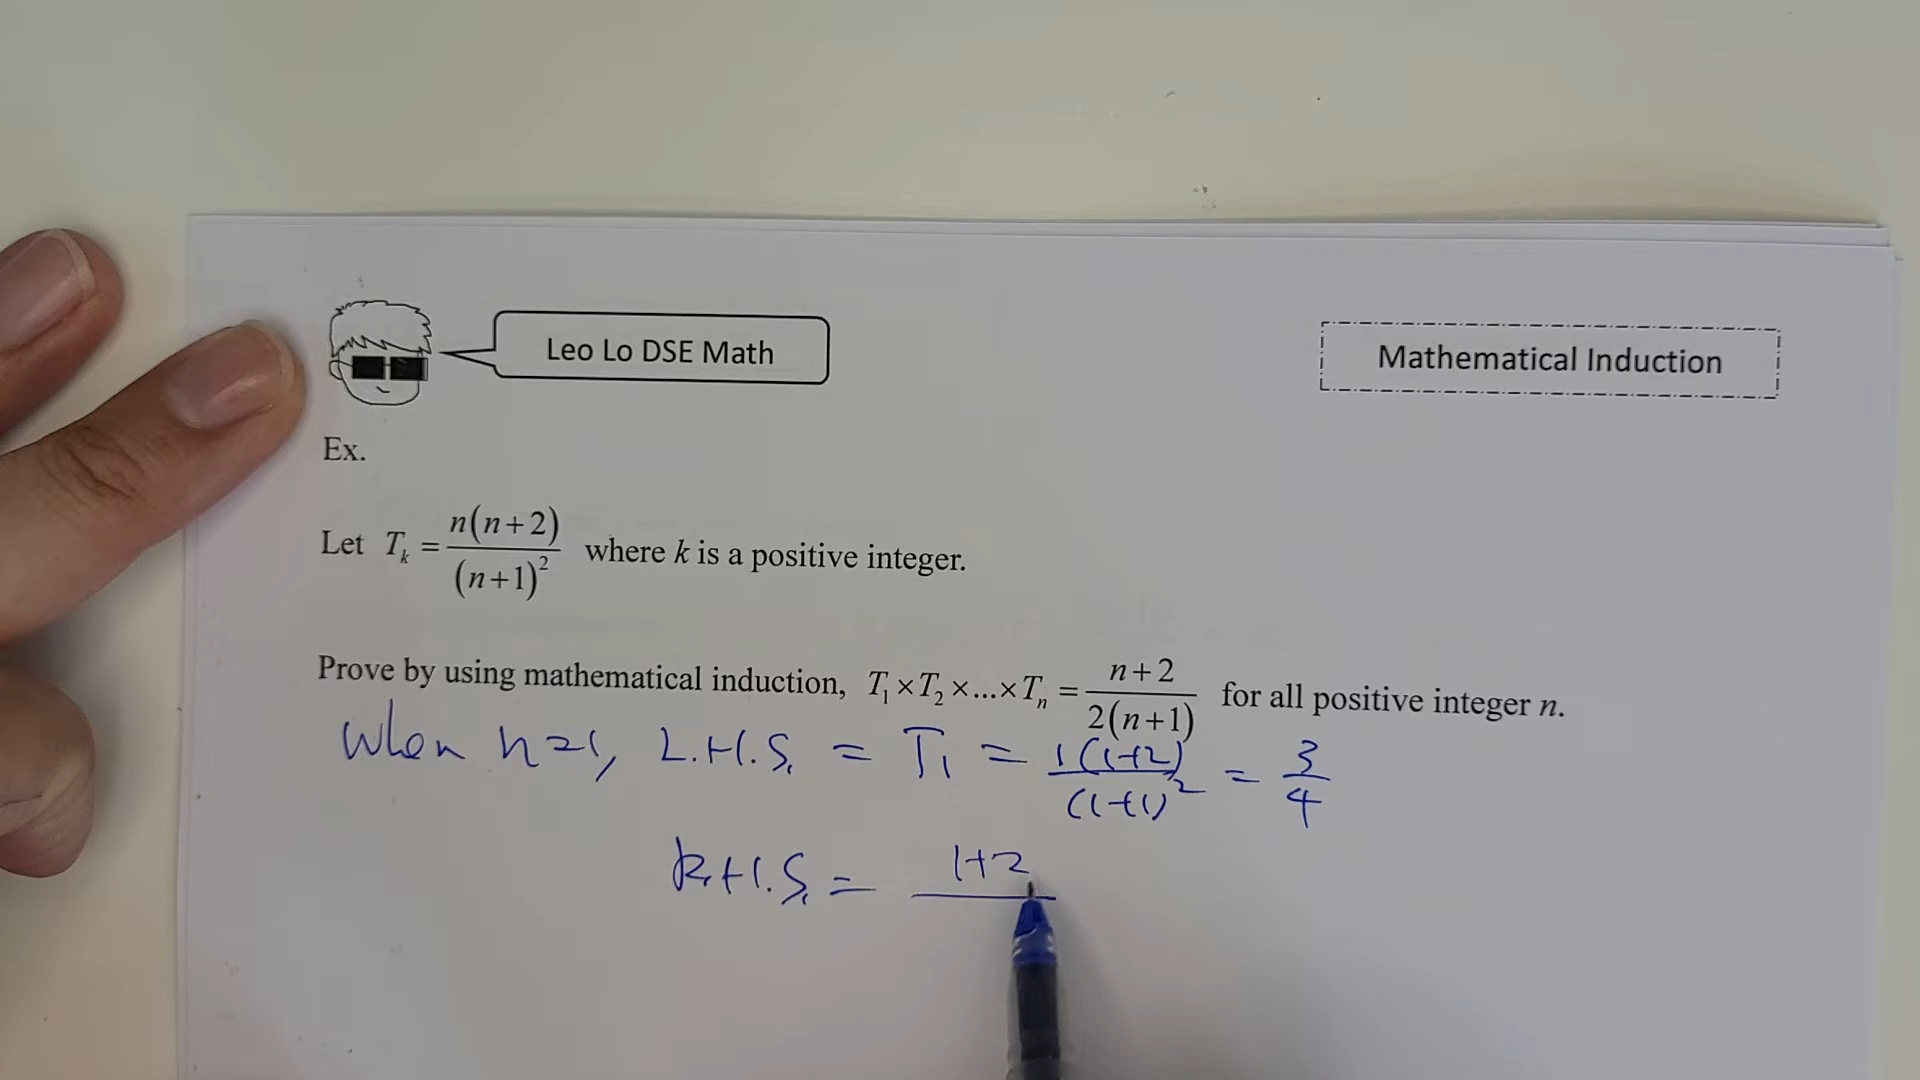 Leo Lo DSE Math
Mathematical Induction
Ex.
Let T_k = n(n+2)/(n+1)^2 where k is a positive integer.
Prove by using mathematical induction, T_1×T_2×...×T_n = n+2/2(n+1) for all positive integer n.
When n=1, L.H.S. = T_1 = 1(1+2)/(1+1)^2 = 3/4
R.H.S. = 1+2